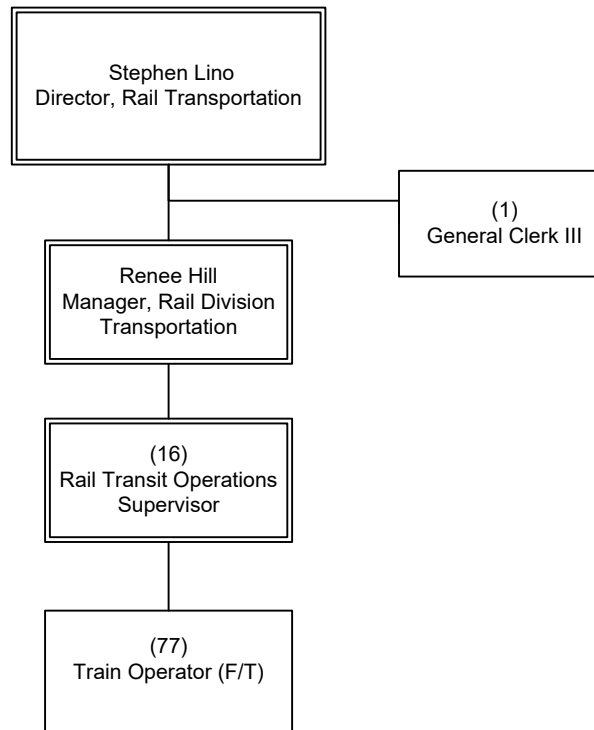 Stephen Lino
Director, Rail Transportation
(1)
General Clerk III
Renee Hill
Manager, Rail Division
Transportation
(16)
Rail Transit Operations
Supervisor
(77)
Train Operator (F/T)